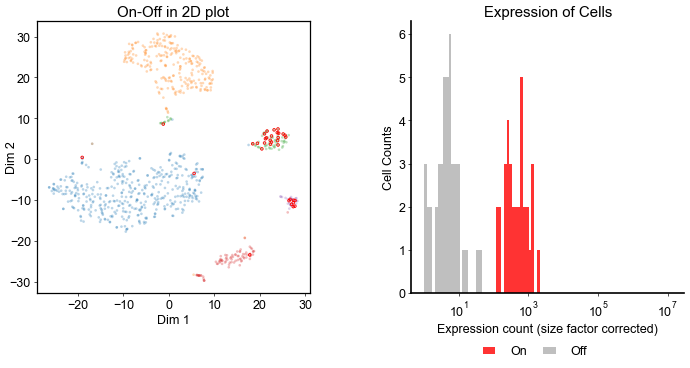 On-Off in 2D plot
30
20
10
0
−10
−20
−30
Dim 2
−20 −10 0 10 20 30
Dim 1
Expression of Cells
6
5
4
3
2
1
0
Cell Counts
10^1 10^3 10^5 10^7
Expression count (size factor corrected)
On Off